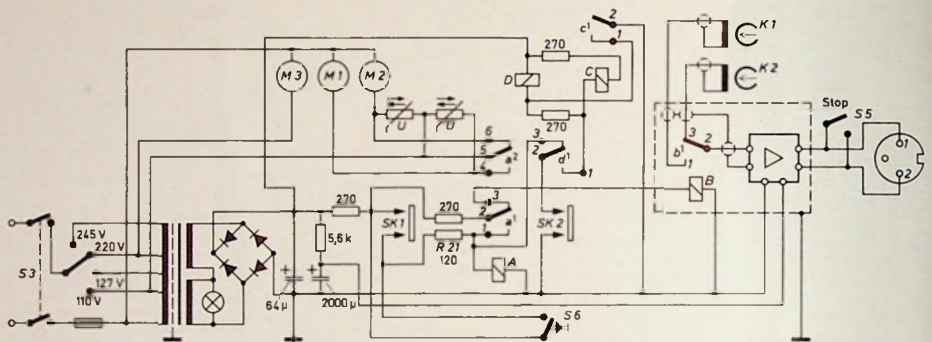 2
c¹
1
K1
K2
270
C
D
270
M3
M1
M2
U
U
6
5
a²
4
3
2
d¹
1
Stop
S5
3
2
b¹
1
1
2
B
270
SK1
270
3
2
a¹
1
R 21
120
SK2
A
5,6 k
S3
245 V
220 V
127 V
110 V
+
64 µ
+
2000 µ
S6